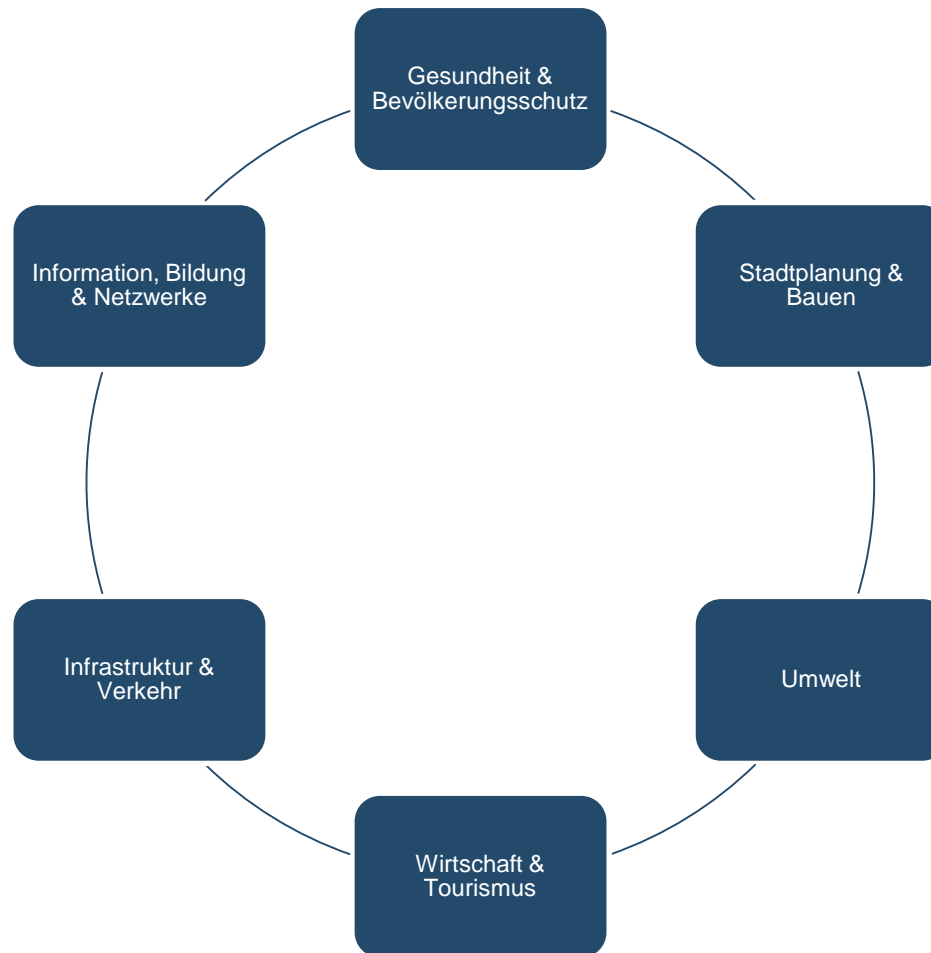 Gesundheit &
Bevölkerungsschutz
Stadtplanung &
Bauen
Umwelt
Wirtschaft &
Tourismus
Infrastruktur &
Verkehr
Information, Bildung
& Netzwerke